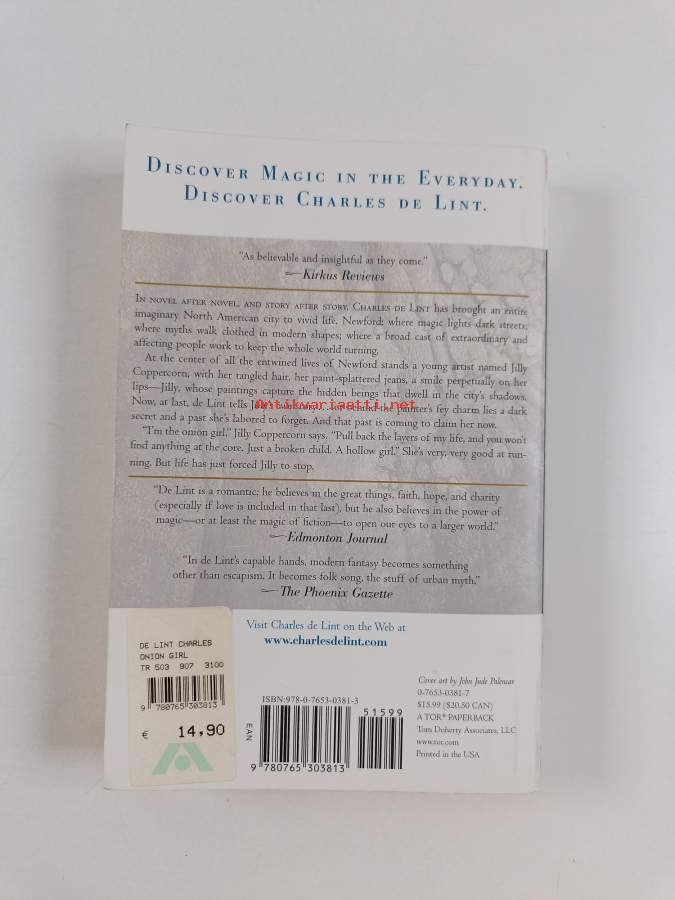 DISCOVER MAGIC IN THE EVERYDAY.
DISCOVER CHARLES DE LINT.
"As believable and insightful as they come."
—Kirkus Reviews
IN NOVEL AFTER NOVEL, AND STORY AFTER STORY, CHARLES DE LINT has brought an entire
imaginary North American city to vivid life. Newford: where magic lights dark streets;
where myths walk clothed in modern shapes; where a broad cast of extraordinary and
affecting people work to keep the whole world turning.
At the center of all the entwined lives of Newford stands a young artist named Jilly
Coppercorn, with her tangled hair, her paint-splattered jeans, a smile perpetually on her
lips—Jilly, whose paintings capture the hidden beings that dwell in the city's shadows.
Now, at last, de Lint tells painter's fey charm lies a dark
Antikvariaatti.net
secret and a past she's labored to forget. And that past is coming to claim her now.
"I'm the onion girl," Jilly Coppercorn says. "Pull back the layers of my life, and you won't
find anything at the core. Just a broken child. A hollow girl." She's very, very good at run-
ning. But life has just forced Jilly to stop.
"De Lint is a romantic; he believes in the great things, faith, hope, and charity
(especially if love is included in that last), but he also believes in the power of
magic—or at least the magic of fiction—to open our eyes to a larger world."
—Edmonton Journal
"In de Lint's capable hands, modern fantasy becomes something
other than escapism. It becomes folk song, the stuff of urban myth."
—The Phoenix Gazette
Visit Charles de Lint on the Web at
www.charlesdelint.com
DE LINT CHARLES
ONION GIRL
TR 503 907 3100
9 780765 303813
€ 14,90
ISBN:978-0-7653-0381-3
51599
EAN
9 780765 303813
Cover art by John Jude Palencar
0-7653-0381-7
$15.99 ($20.50 CAN)
A TOR® PAPERBACK
Tom Doherty Associates, LLC
www.tor.com
Printed in the USA